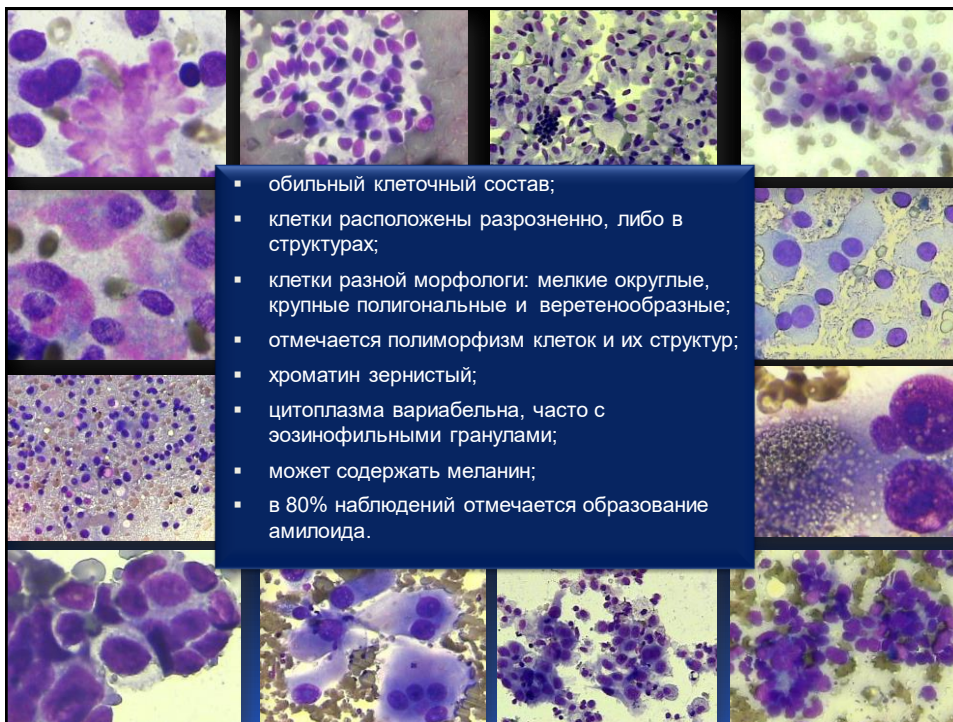 ▪ обильный клеточный состав;
▪ клетки расположены разрозненно, либо в
структурах;
▪ клетки разной морфологи: мелкие округлые,
крупные полигональные и веретенообразные;
▪ отмечается полиморфизм клеток и их структур;
▪ хроматин зернистый;
▪ цитоплазма вариабельна, часто с
эозинофильными гранулами;
▪ может содержать меланин;
▪ в 80% наблюдений отмечается образование
амилоида.